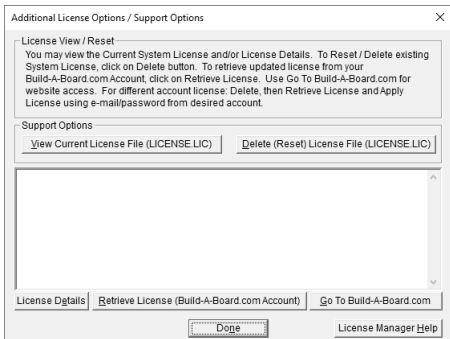 Additional License Options / Support Options
License View / Reset
You may view the Current System License and/or License Details. To Reset / Delete existing
System License, click on Delete button. To retrieve updated license from your
Build-A-Board.com Account, click on Retrieve License. Use Go To Build-A-Board.com for
website access. For different account license: Delete, then Retrieve License and Apply
License using e-mail/password from desired account.
Support Options
View Current License File (LICENSE.LIC) Delete (Reset) License File (LICENSE.LIC)
License Details Retrieve License (Build-A-Board.com Account) Go To Build-A-Board.com
Done License Manager Help